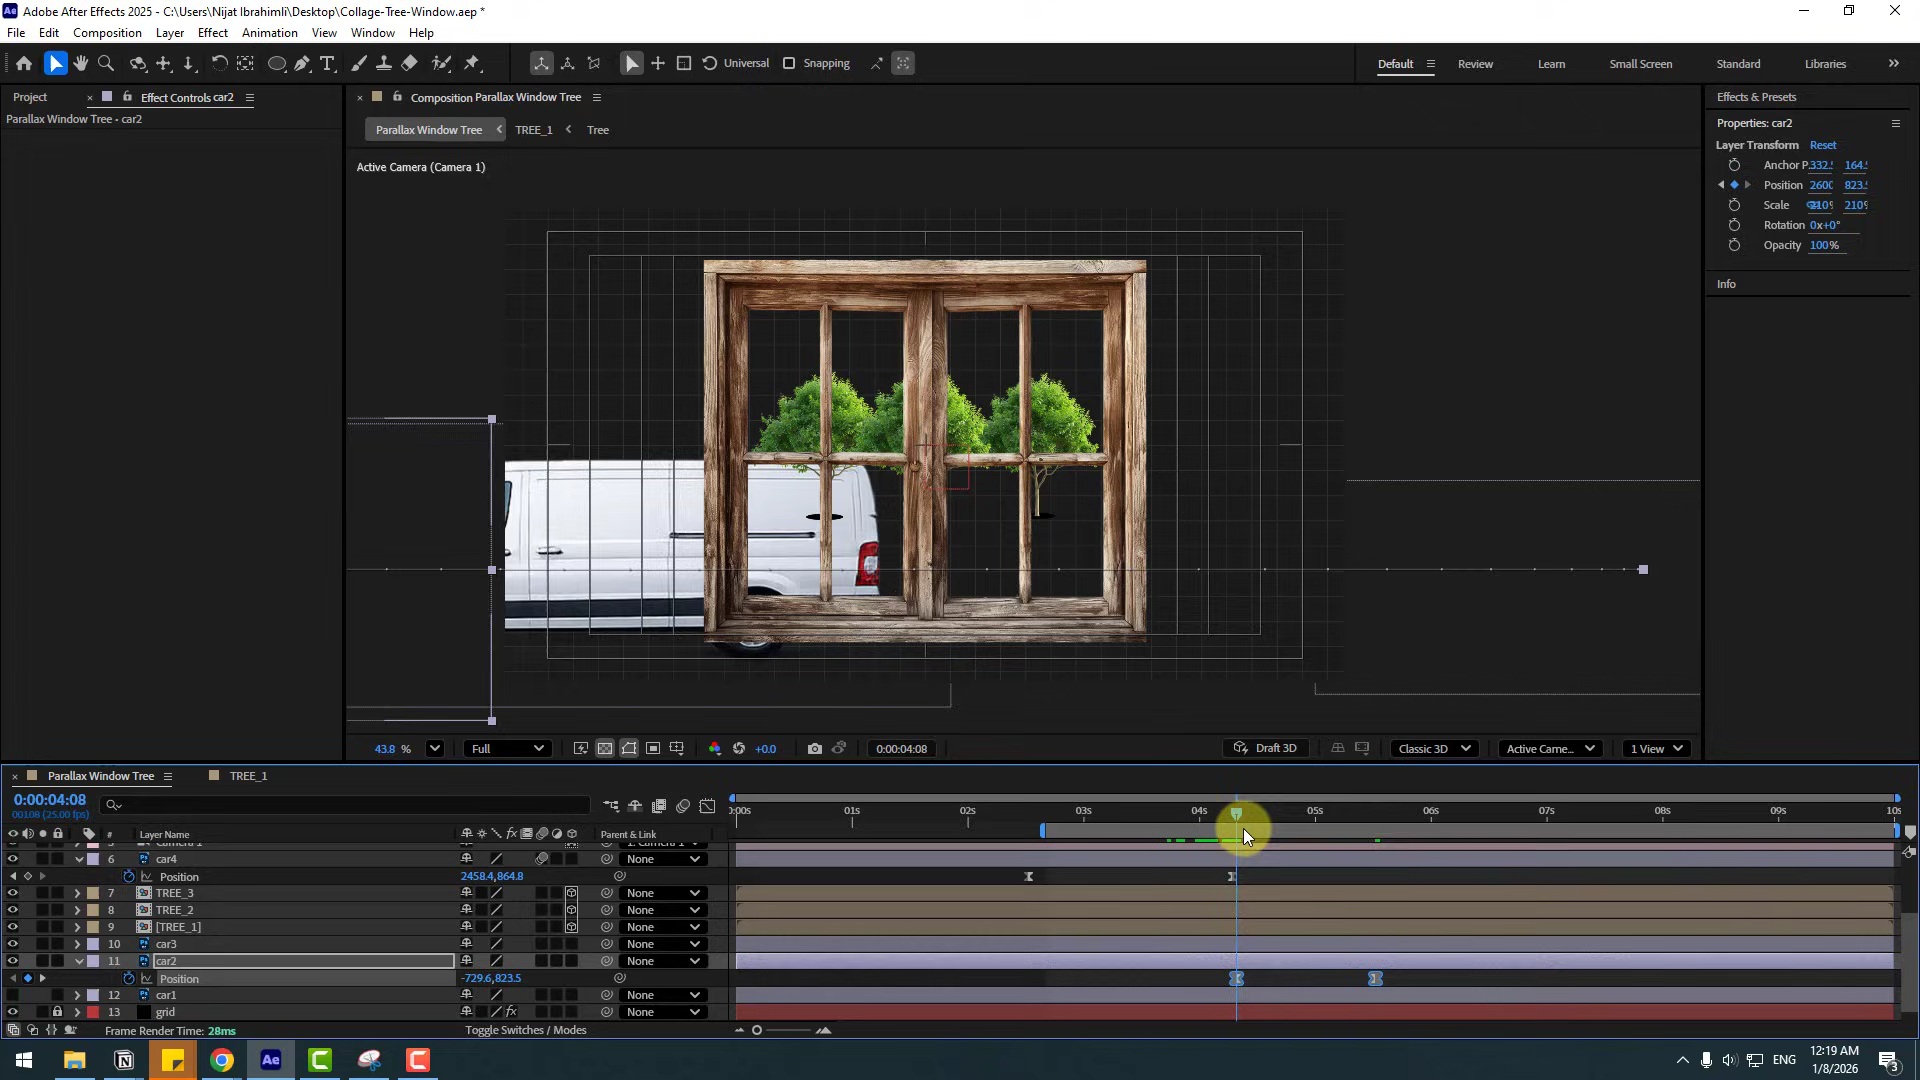 Adobe After Effects 2025 - C:\Users\Nijat Ibrahimli\Desktop\Collage-Tree-Window.aep *
File Edit Composition Layer Effect Animation View Window Help
Universal Snapping Default Review Learn Small Screen Standard Libraries
Project Effect Controls car2 Composition Parallax Window Tree Effects & Presets
Parallax Window Tree - car2
Parallax Window Tree TREE_1 Tree
Active Camera (Camera 1)
Properties: car2
Layer Transform Reset
Anchor P.
Position
Scale
Rotation 0x+0°
Opacity 100%
Info
43.8 % Full +0.0 0:00:04:08 Draft 3D Classic 3D Active Came... 1 View
Parallax Window Tree TREE_1
0:00:04:08
00108 (25.00 fps)
:00s 01s 02s 03s 04s 05s 06s 07s 08s 09s 10s
# Layer Name Parent & Link
6 car4 None
Position 2458.4,864.8
7 TREE_3 None
8 TREE_2 None
9 [TREE_1] None
10 car3 None
11 car2 None
Position -729.6,823.5
12 car1 None
13 grid None
Frame Render Time: 28ms Toggle Switches / Modes
ENG 12:19 AM
1/8/2026
3